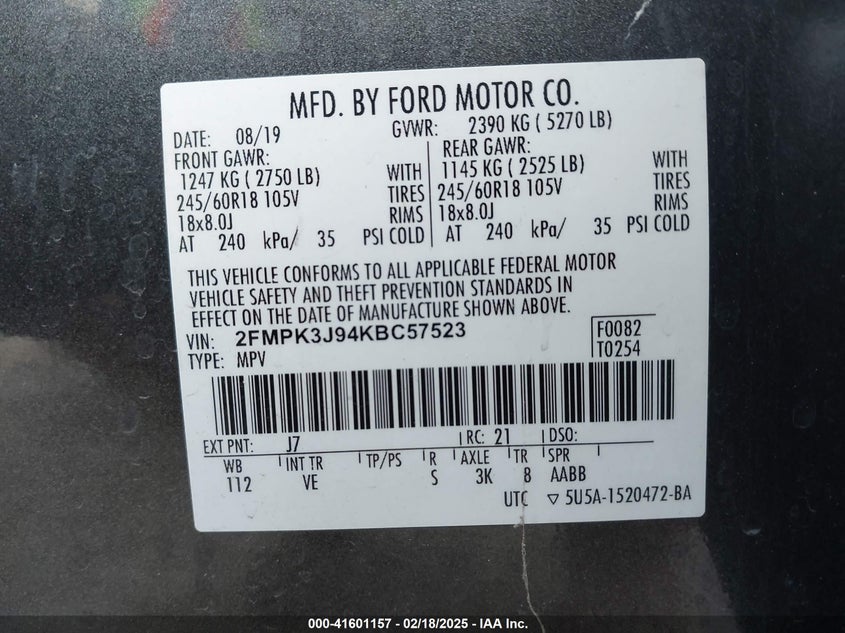 MFD. BY FORD MOTOR CO.
DATE: 08/19 GVWR: 2390 KG ( 5270 LB)
FRONT GAWR: REAR GAWR:
1247 KG ( 2750 LB) WITH 1145 KG ( 2525 LB) WITH
245/60R18 105V TIRES 245/60R18 105V TIRES
18x8.0J RIMS 18x8.0J RIMS
AT 240 kPa/ 35 PSI COLD AT 240 kPa/ 35 PSI COLD
THIS VEHICLE CONFORMS TO ALL APPLICABLE FEDERAL MOTOR
VEHICLE SAFETY AND THEFT PREVENTION STANDARDS IN
EFFECT ON THE DATE OF MANUFACTURE SHOWN ABOVE.
VIN: 2FMPK3J94KBC57523 F0082
TYPE: MPV T0254
EXT PNT: J7 RC: 21 DSO:
WB INT TR TP/PS R AXLE TR SPR
112 VE S 3K 8 AABB
UTC ▽ 5U5A-1520472-BA
000-41601157 - 02/18/2025 - IAA Inc.